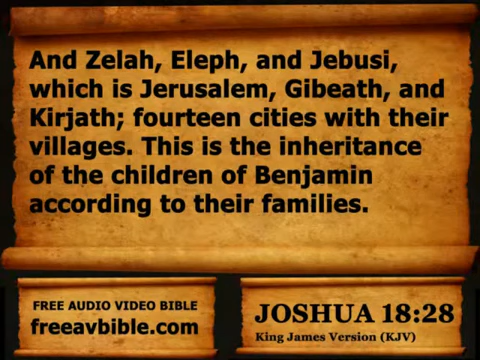 And Zelah, Eleph, and Jebusi,
which is Jerusalem, Gibeath, and
Kirjath; fourteen cities with their
villages. This is the inheritance
of the children of Benjamin
according to their families.
FREE AUDIO VIDEO BIBLE
freeavbible.com
JOSHUA 18:28
King James Version (KJV)